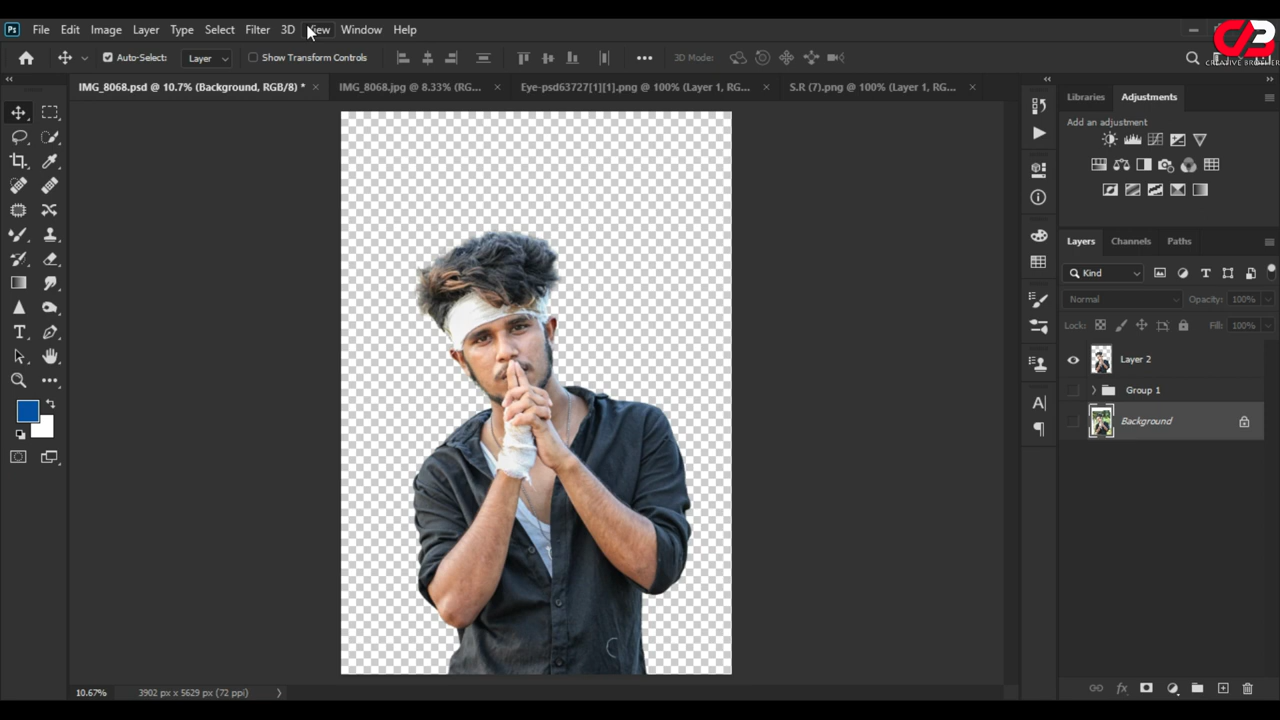 Ps File Edit Image Layer Type Select Filter 3D View Window Help
Auto-Select: Layer Show Transform Controls 3D Mode:
CREATIVE BROTHER
IMG_8068.psd @ 10.7% (Background, RGB/8) * IMG_8068.jpg @ 8.33% (RG... Eye-psd63727[1][1].png @ 100% (Layer 1, RG... S.R (7).png @ 100% (Layer 1, RG...
Libraries Adjustments
Add an adjustment
Layers Channels Paths
Kind
Normal Opacity: 100%
Lock: Fill: 100%
Layer 2
Group 1
Background
10.67% 3902 px x 5629 px (72 ppi)